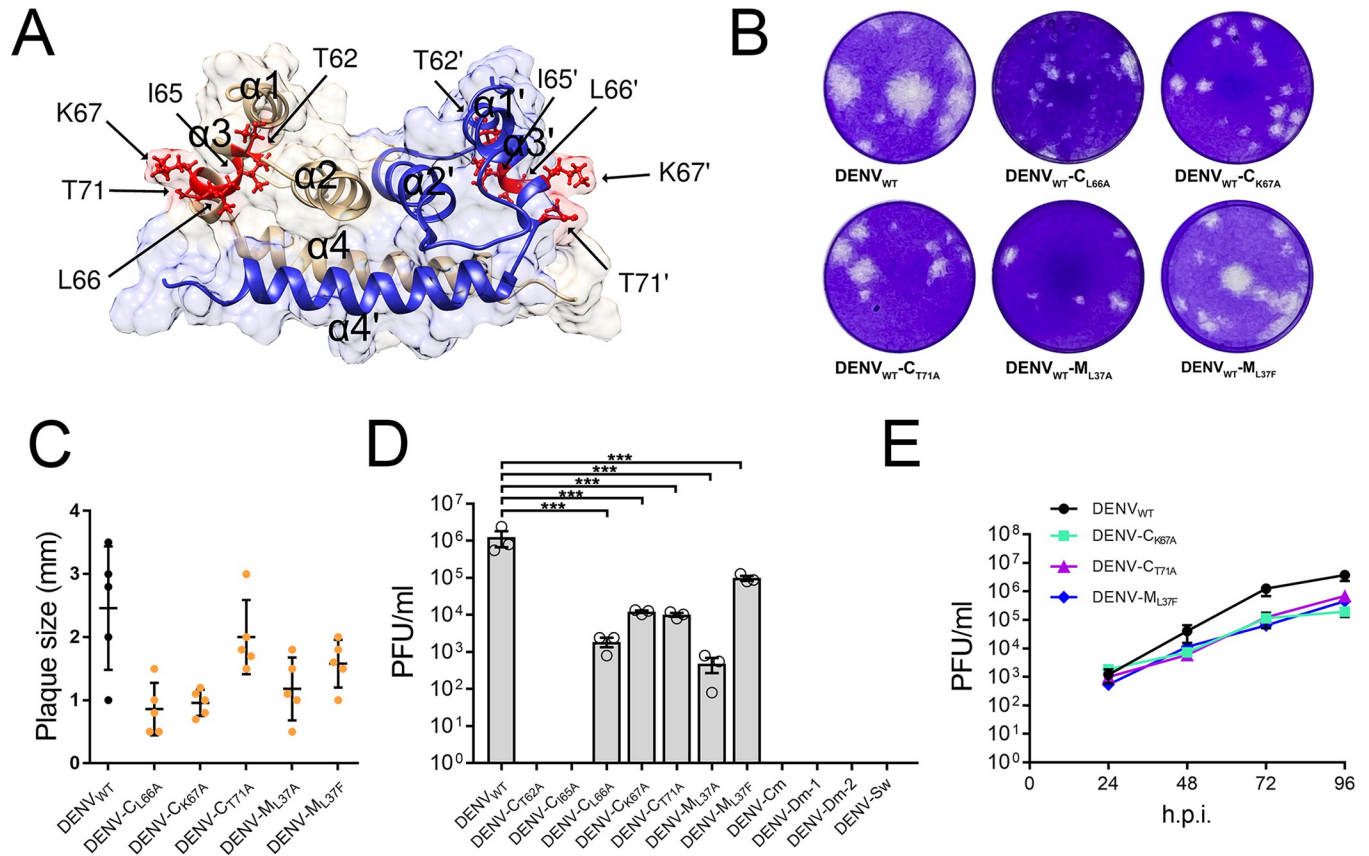 A
T62
T62'
I65
α1
I65'
α1'
L66'
K67
α3
α3'
K67'
α2
α2'
T71
α4
L66
T71'
α4'
B
DENVWT
DENVWT-CL66A
DENVWT-CK67A
DENVWT-CT71A
DENVWT-ML37A
DENVWT-ML37F
C
Plaque size (mm)
4
3
2
1
0
DENVWT
DENV-CL66A
DENV-CK67A
DENV-CT71A
DENV-ML37A
DENV-ML37F
D
***
***
***
***
***
PFU/ml
10⁷
10⁶
10⁵
10⁴
10³
10²
10¹
10⁰
DENVWT
DENV-CT62A
DENV-CI65A
DENV-CL66A
DENV-CK67A
DENV-CT71A
DENV-ML37A
DENV-ML37F
DENV-Cm
DENV-Dm-1
DENV-Dm-2
DENV-Sw
E
DENVWT
DENV-CK67A
DENV-CT71A
DENV-ML37F
PFU/ml
10⁸
10⁷
10⁶
10⁵
10⁴
10³
10²
10¹
10⁰
0 24 48 72 96
h.p.i.